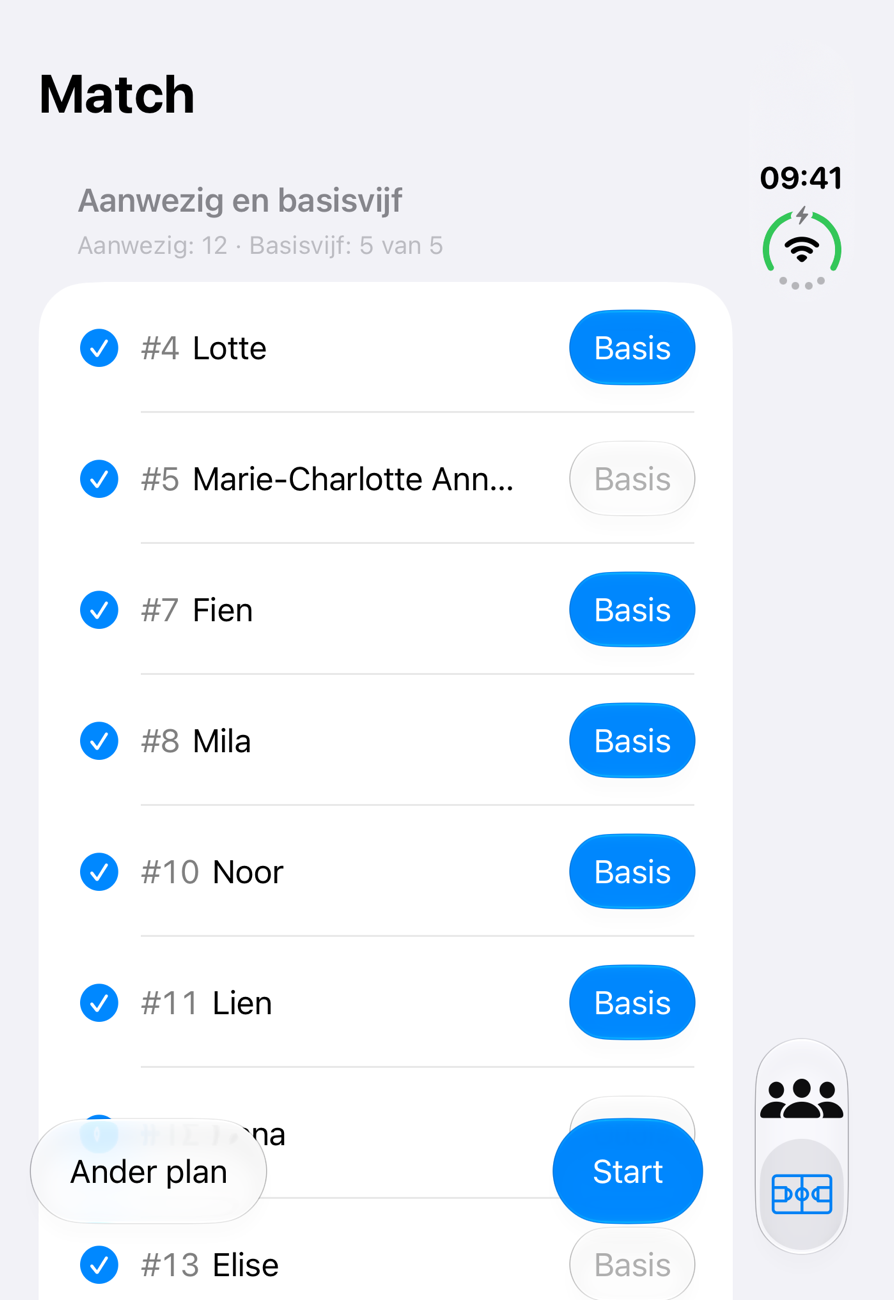 Match
09:41
Aanwezig en basisvijf
Aanwezig: 12 · Basisvijf: 5 van 5
#4 Lotte Basis
#5 Marie-Charlotte Ann... Basis
#7 Fien Basis
#8 Mila Basis
#10 Noor Basis
#11 Lien Basis
Ander plan Start
#13 Elise Basis